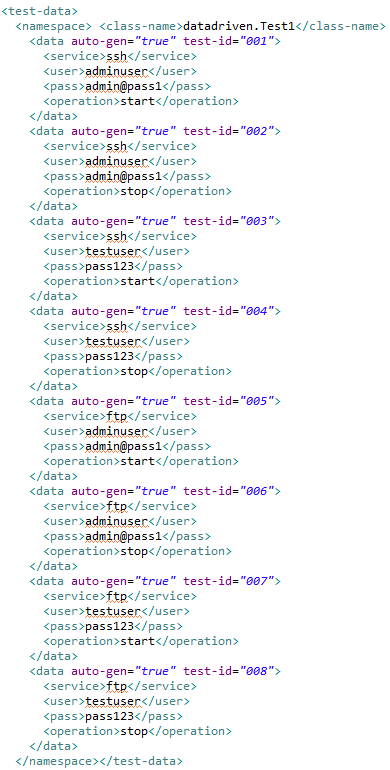 <test-data>
  <namespace> <class-name>datadriven.Test1</class-name>
    <data auto-gen="true" test-id="001">
      <service>ssh</service>
      <user>adminuser</user>
      <pass>admin@pass1</pass>
      <operation>start</operation>
    </data>
    <data auto-gen="true" test-id="002">
      <service>ssh</service>
      <user>adminuser</user>
      <pass>admin@pass1</pass>
      <operation>stop</operation>
    </data>
    <data auto-gen="true" test-id="003">
      <service>ssh</service>
      <user>testuser</user>
      <pass>pass123</pass>
      <operation>start</operation>
    </data>
    <data auto-gen="true" test-id="004">
      <service>ssh</service>
      <user>testuser</user>
      <pass>pass123</pass>
      <operation>stop</operation>
    </data>
    <data auto-gen="true" test-id="005">
      <service>ftp</service>
      <user>adminuser</user>
      <pass>admin@pass1</pass>
      <operation>start</operation>
    </data>
    <data auto-gen="true" test-id="006">
      <service>ftp</service>
      <user>adminuser</user>
      <pass>admin@pass1</pass>
      <operation>stop</operation>
    </data>
    <data auto-gen="true" test-id="007">
      <service>ftp</service>
      <user>testuser</user>
      <pass>pass123</pass>
      <operation>start</operation>
    </data>
    <data auto-gen="true" test-id="008">
      <service>ftp</service>
      <user>testuser</user>
      <pass>pass123</pass>
      <operation>stop</operation>
    </data>
  </namespace></test-data>